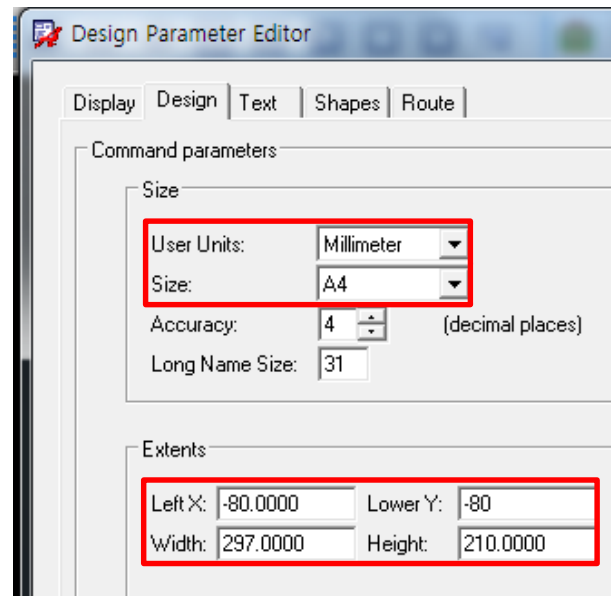 Design Parameter Editor
Display Design Text Shapes Route
Command parameters
Size
User Units: Millimeter
Size: A4
Accuracy: 4 (decimal places)
Long Name Size: 31
Extents
Left X: -80.0000 Lower Y: -80
Width: 297.0000 Height: 210.0000